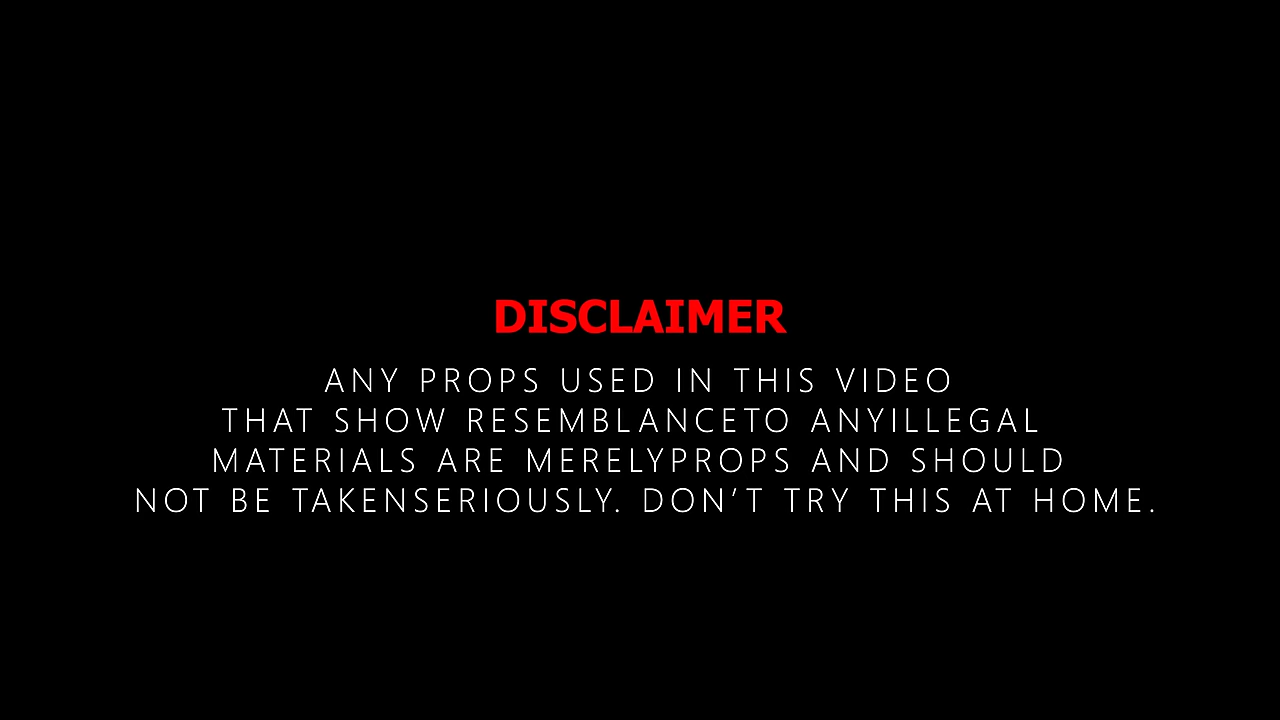 DISCLAIMER
ANY PROPS USED IN THIS VIDEO
THAT SHOW RESEMBLANCETO ANYILLEGAL
MATERIALS ARE MERELYPROPS AND SHOULD
NOT BE TAKENSERIOUSLY. DON’T TRY THIS AT HOME.